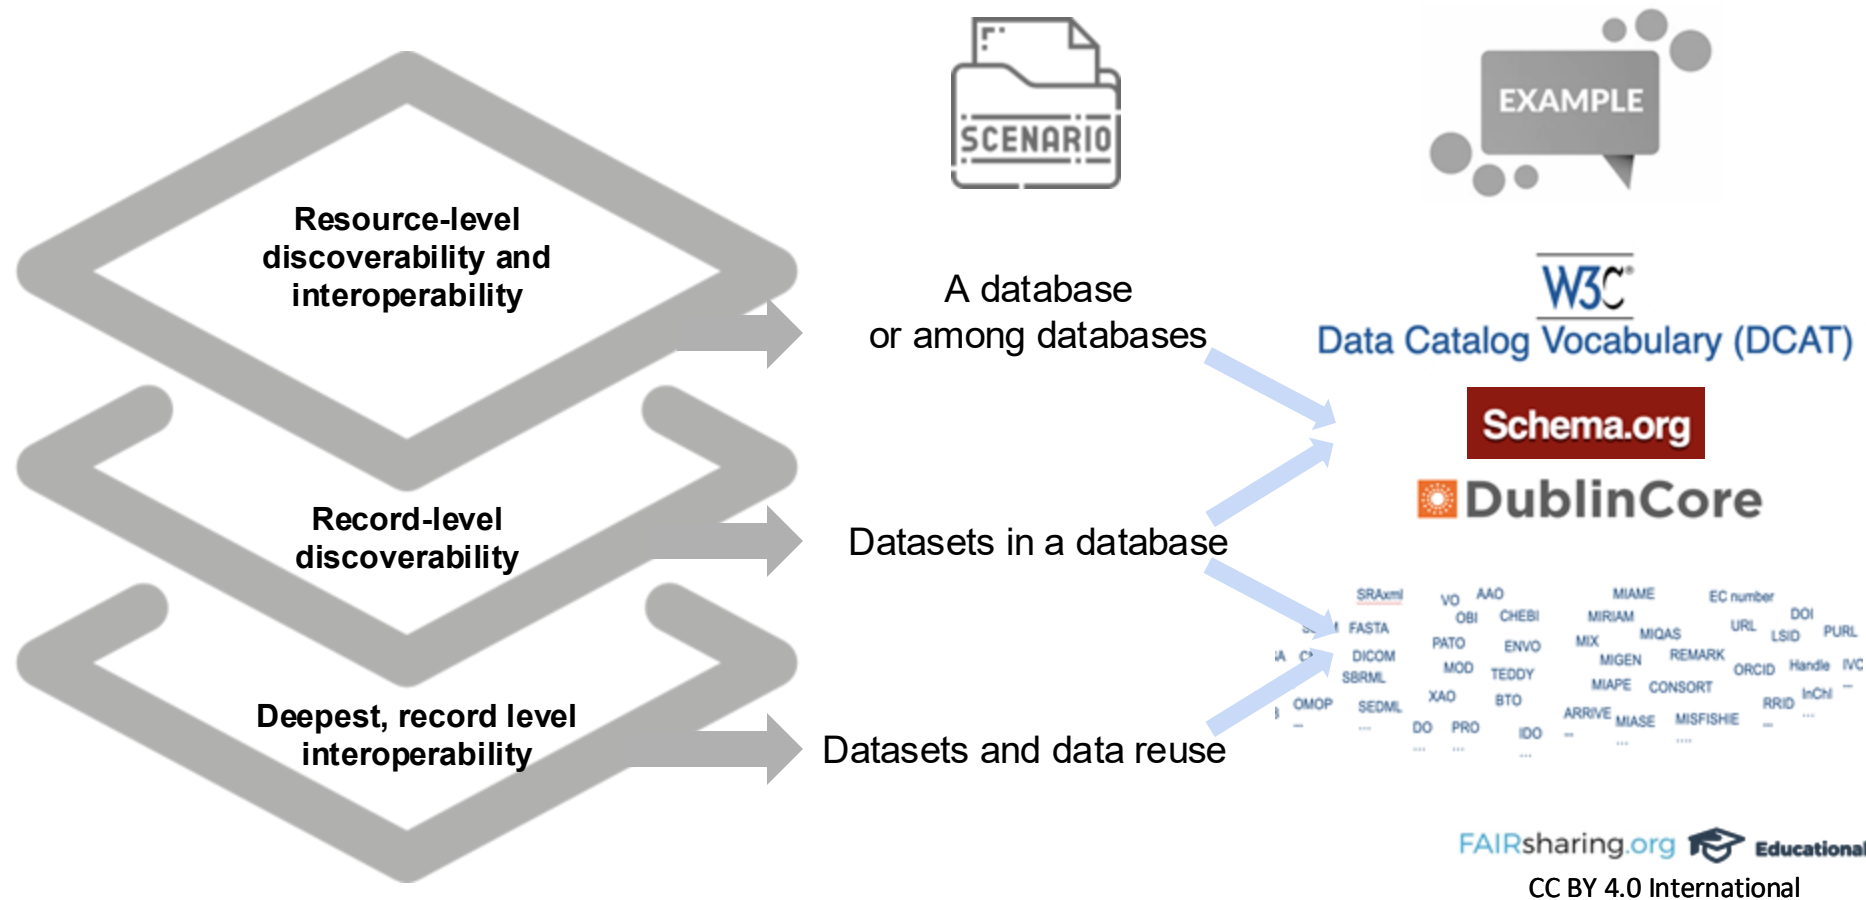 SCENARIO
EXAMPLE
Resource-level
discoverability and
interoperability
A database
or among databases
W3C®
Data Catalog Vocabulary (DCAT)
Schema.org
DublinCore
Record-level
discoverability
Datasets in a database
Deepest, record level
interoperability
Datasets and data reuse
SRAxml
FASTA
DICOM
SBRML
OMOP
SEDML
...
....
VO
AAO
OBI
CHEBI
PATO
ENVO
MOD
TEDDY
XAO
BTO
DO
PRO
IDO
....
....
....
MIAME
MIRIAM
MIX
MIQAS
MIGEN
REMARK
MIAPE
CONSORT
ARRIVE
MIASE
MISFISHIE
...
....
....
EC number
DOI
URL
LSID
PURL
ORCID
Handle
IVC
RRID
InChI
...
...
....
FAIRsharing.org
Educational
CC BY 4.0 International